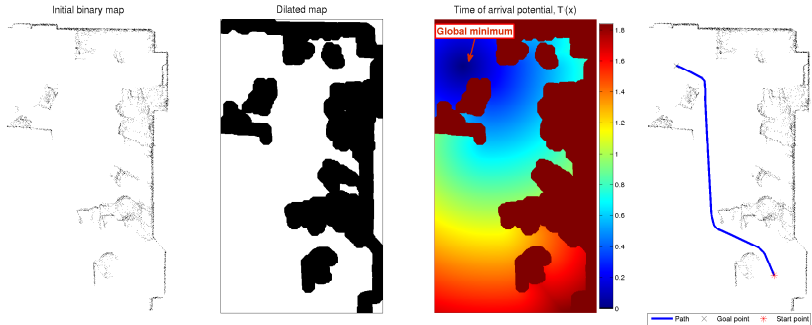 Initial binary map
Dilated map
Time of arrival potential, T (x)
Global minimum
1.8
1.6
1.4
1.2
1
0.8
0.6
0.4
0.2
0
Path
Goal point
Start point